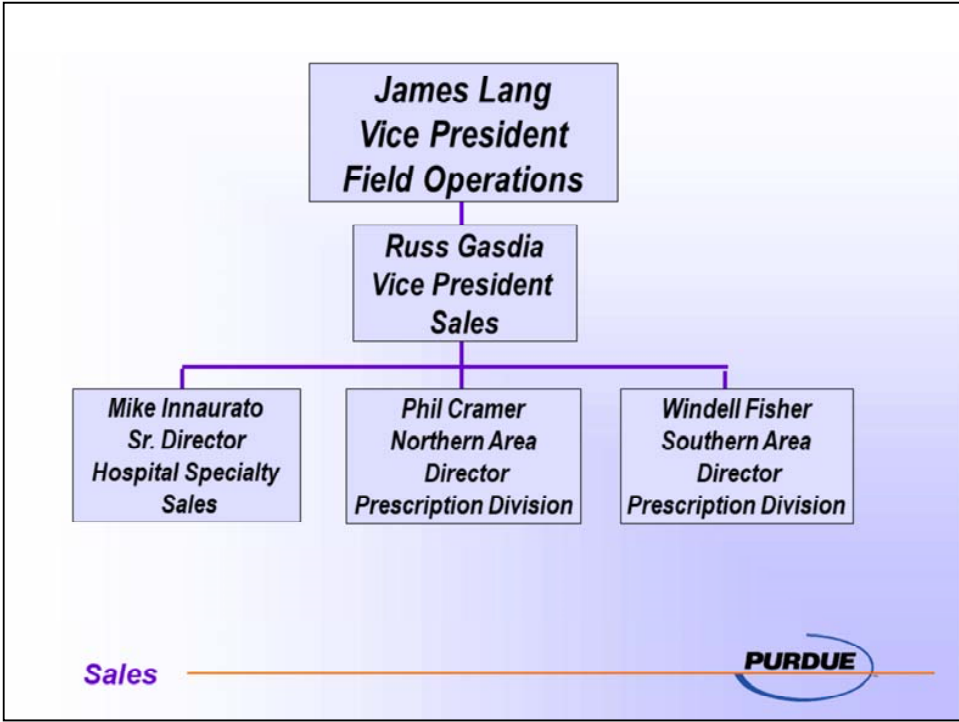 James Lang
Vice President
Field Operations
Russ Gasdia
Vice President
Sales
Mike Innaurato
Sr. Director
Hospital Specialty
Sales
Phil Cramer
Northern Area
Director
Prescription Division
Windell Fisher
Southern Area
Director
Prescription Division
Sales
PURDUE